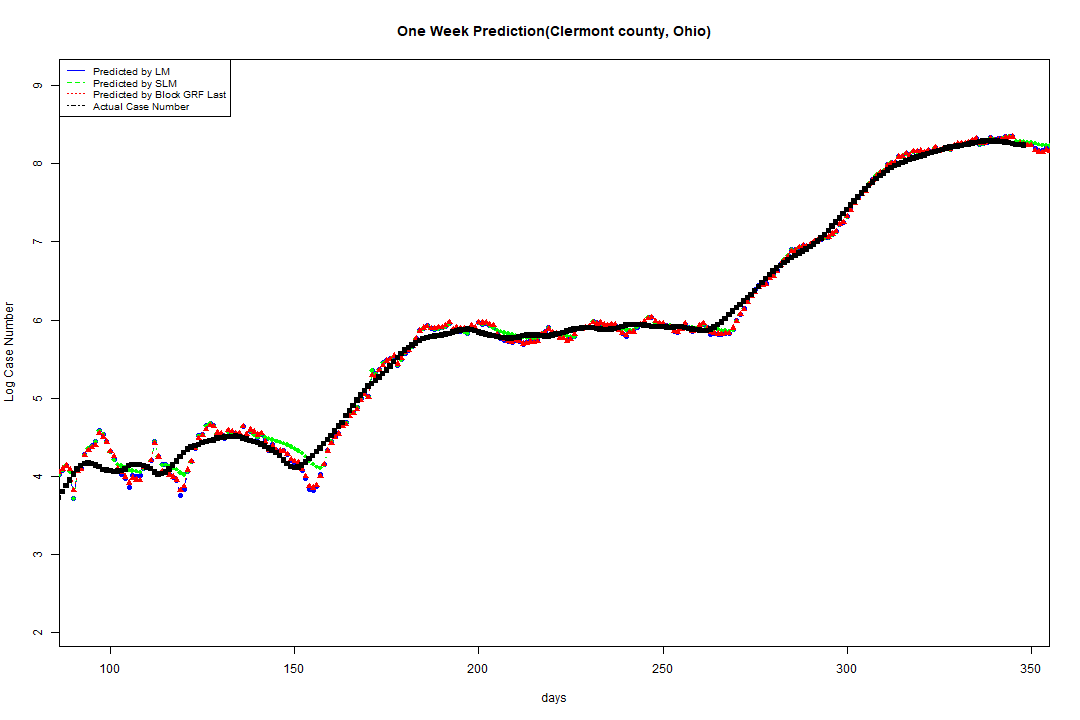 One Week Prediction(Clermont county, Ohio)
Predicted by LM
Predicted by SLM
Predicted by Block GRF Last
Actual Case Number
Log Case Number
9
8
7
6
5
4
3
2
100 150 200 250 300 350
days